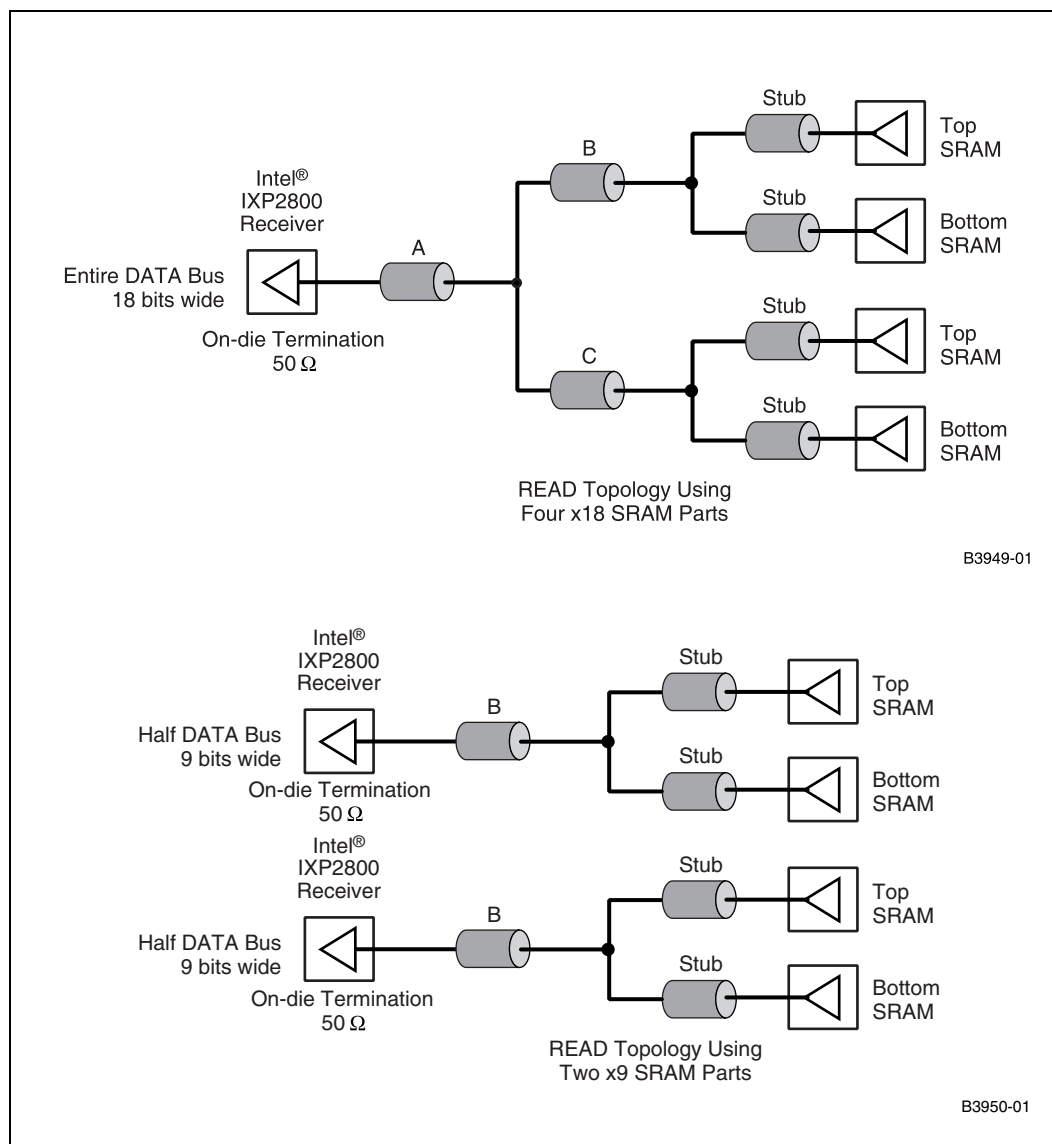 Stub
Top
SRAM
B
Intel®
IXP2800
Receiver
Stub
Bottom
SRAM
A
Entire DATA Bus
18 bits wide
On-die Termination
50 Ω
Stub
Top
SRAM
C
Stub
Bottom
SRAM
READ Topology Using
Four x18 SRAM Parts
B3949-01
Intel®
IXP2800
Receiver
Stub
Top
SRAM
B
Half DATA Bus
9 bits wide
On-die Termination
50 Ω
Stub
Bottom
SRAM
Intel®
IXP2800
Receiver
Stub
Top
SRAM
B
Half DATA Bus
9 bits wide
On-die Termination
50 Ω
Stub
Bottom
SRAM
READ Topology Using
Two x9 SRAM Parts
B3950-01